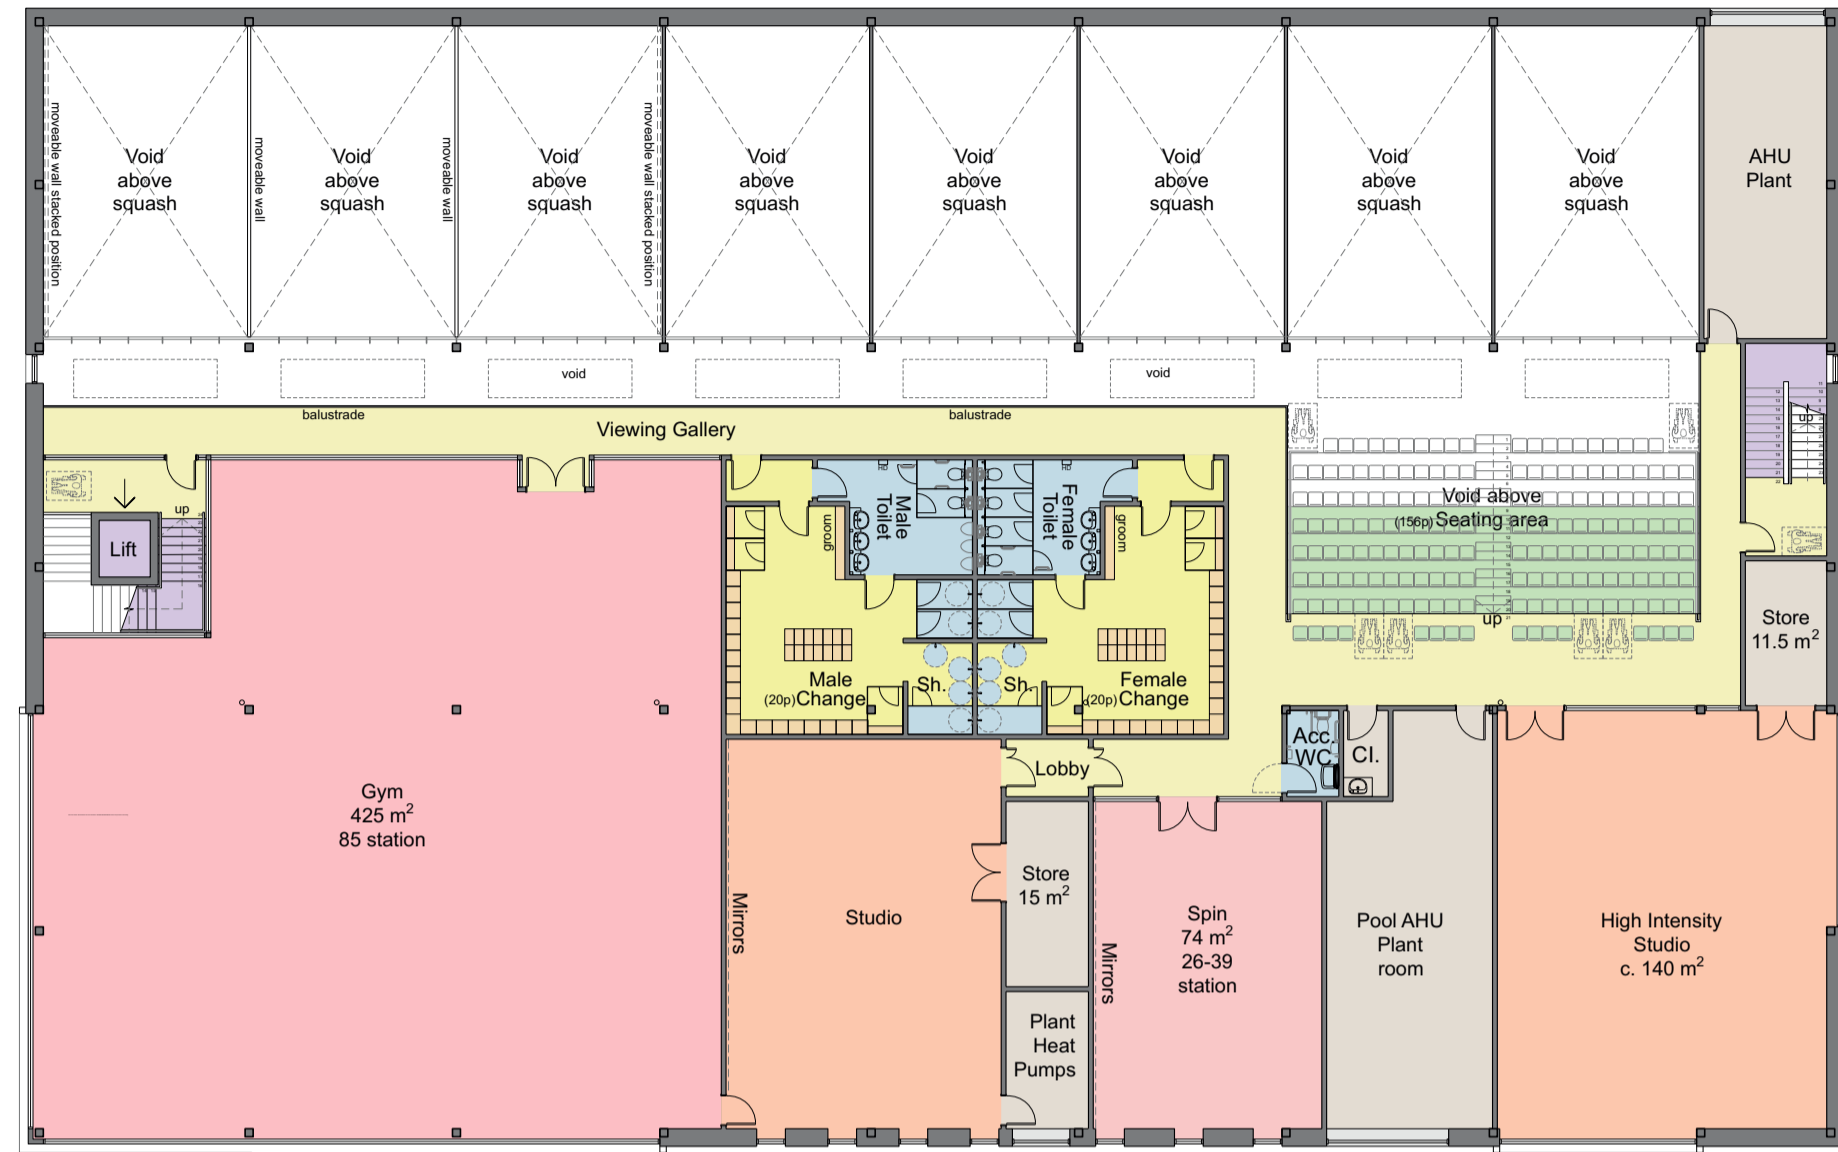 Void
above
squash
Void
above
squash
Void
above
squash
Void
above
squash
Void
above
squash
Void
above
squash
Void
above
squash
Void
above
squash
AHU
Plant
moveable wall stacked position
moveable wall
moveable wall
moveable wall stacked position
void
void
balustrade
balustrade
Viewing Gallery
up
Lift
up
groom
Male
Toilet
Female
Toilet
groom
Void above
(156p) Seating area
up
Store
11.5 m²
Male
(20p) Change
Sh.
Sh.
Female
(20p) Change
Acc.
WC
Cl.
Lobby
Gym
425 m²
85 station
Mirrors
Studio
Store
15 m²
Plant
Heat
Pumps
Mirrors
Spin
74 m²
26-39
station
Pool AHU
Plant
room
High Intensity
Studio
c. 140 m²